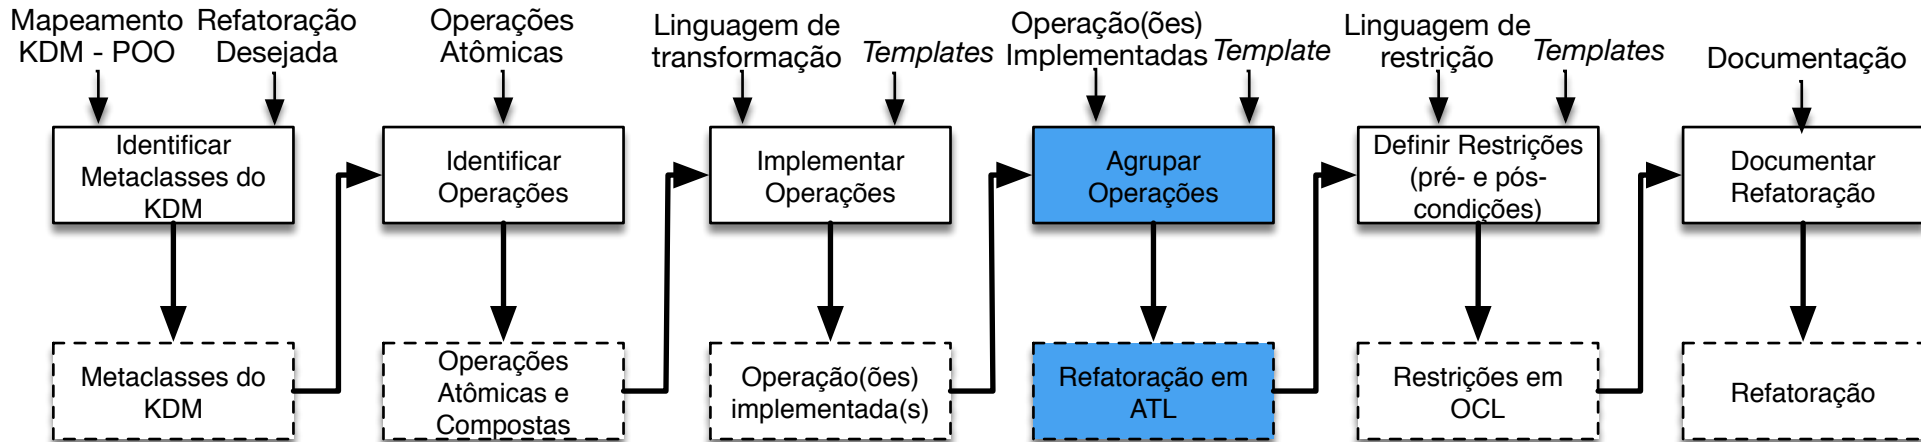 Mapeamento
KDM - POO
Refatoração
Desejada
Operações
Atômicas
Linguagem de
transformação
Templates
Operação(ões)
Implementadas
Template
Linguagem de
restrição
Templates
Documentação
Identificar
Metaclasses do
KDM
Identificar
Operações
Implementar
Operações
Agrupar
Operações
Definir Restrições
(pré- e pós-
condições)
Documentar
Refatoração
Metaclasses do
KDM
Operações
Atômicas e
Compostas
Operação(ões)
implementada(s)
Refatoração em
ATL
Restrições em
OCL
Refatoração